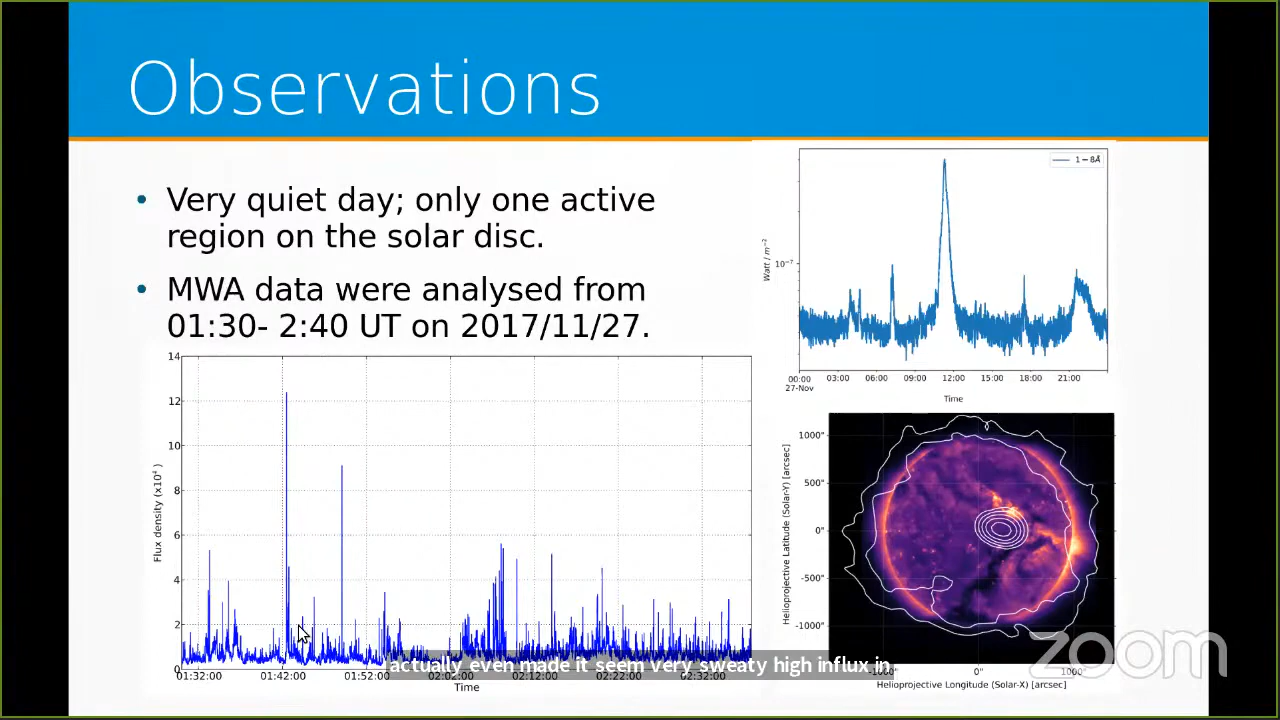 Observations
• Very quiet day; only one active
region on the solar disc.
• MWA data were analysed from
01:30- 2:40 UT on 2017/11/27.
14
12
10
8
6
4
2
0
Flux density (x10⁴ )
01:32:00 01:42:00 01:52:00 02:02:00 02:12:00 02:22:00 02:32:00
Time
1 − 8Å
Watt / m⁻²
10⁻⁷
00:00 03:00 06:00 09:00 12:00 15:00 18:00 21:00
27-Nov
Time
1000"
500"
0"
-500"
-1000"
Helioprojective Latitude (Solar-Y) [arcsec]
-1000" 0" 1000"
Helioprojective Longitude (Solar-X) [arcsec]
actually even made it seem very sweaty high influx in
zoom